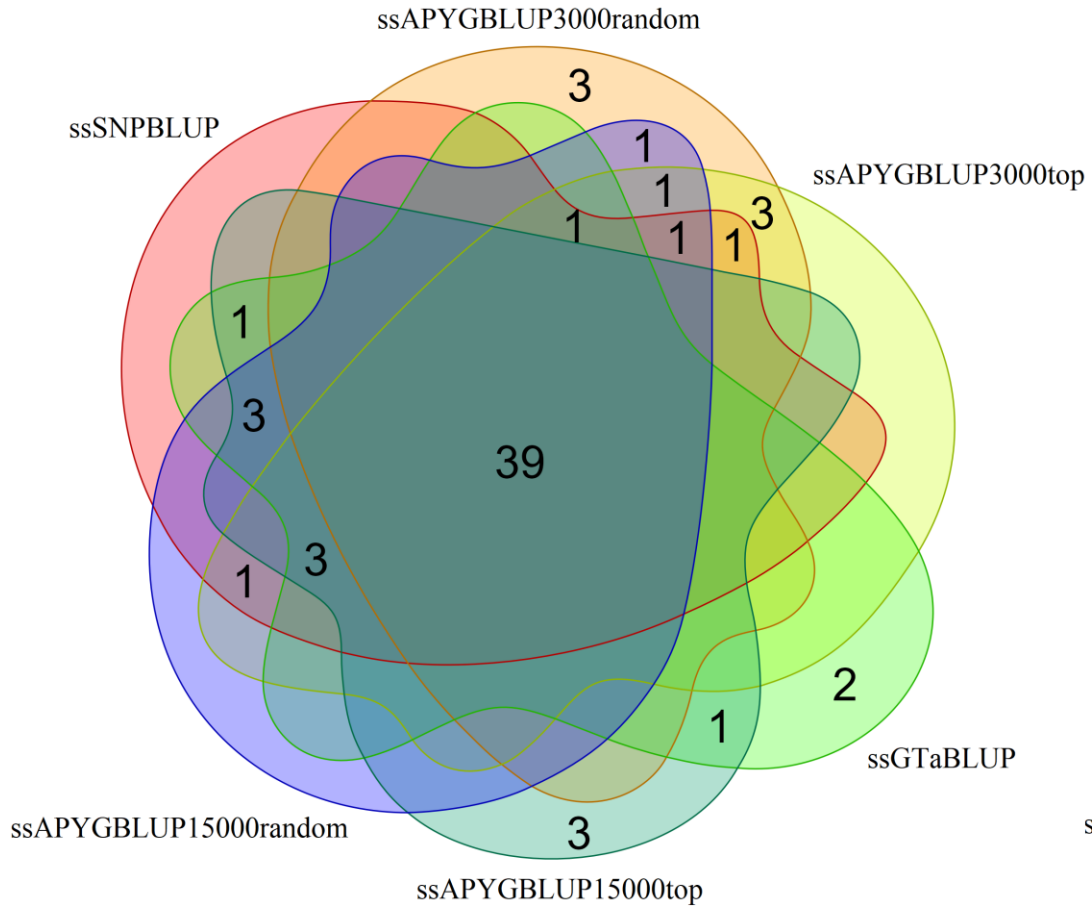 ssAPYGBLUP3000random
3
ssSNPBLUP
1
ssAPYGBLUP3000top
1
3
1
1
1
1
3
39
3
1
2
1
ssGTaBLUP
ssAPYGBLUP15000random
3
s
ssAPYGBLUP15000top